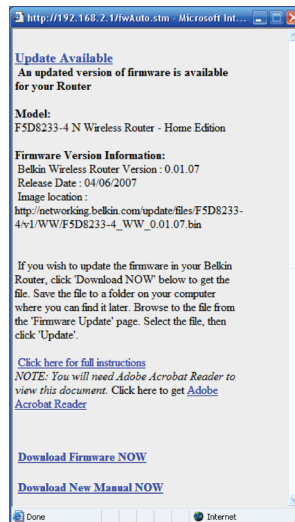 http://192.168.2.1/fwAuto.stm - Microsoft Int...
Update Available
An updated version of firmware is available
for your Router
Model:
F5D8233-4 N Wireless Router - Home Edition
Firmware Version Information:
Belkin Wireless Router Version : 0.01.07
Release Date : 04/06/2007
Image location :
http://networking.belkin.com/update/files/F5D8233-
4/v1/WW/F5D8233-4_WW_0.01.07.bin
If you wish to update the firmware in your Belkin
Router, click 'Download NOW' below to get the
file. Save the file to a folder on your computer
where you can find it later. Browse to the file from
the 'Firmware Update' page. Select the file, then
click 'Update'.
Click here for full instructions
NOTE: You will need Adobe Acrobat Reader to
view this document. Click here to get Adobe
Acrobat Reader
Download Firmware NOW
Download New Manual NOW
Done Internet